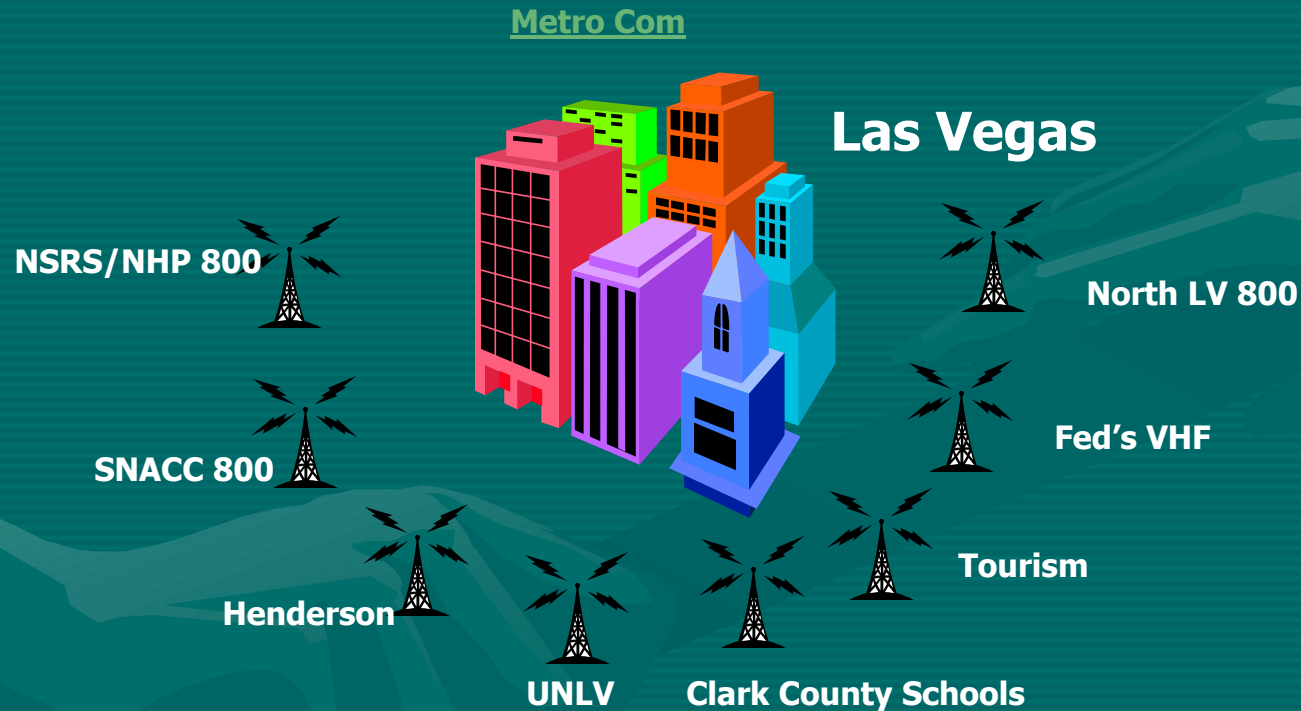 Metro Com
Las Vegas
NSRS/NHP 800
North LV 800
Fed's VHF
SNACC 800
Tourism
Henderson
UNLV
Clark County Schools